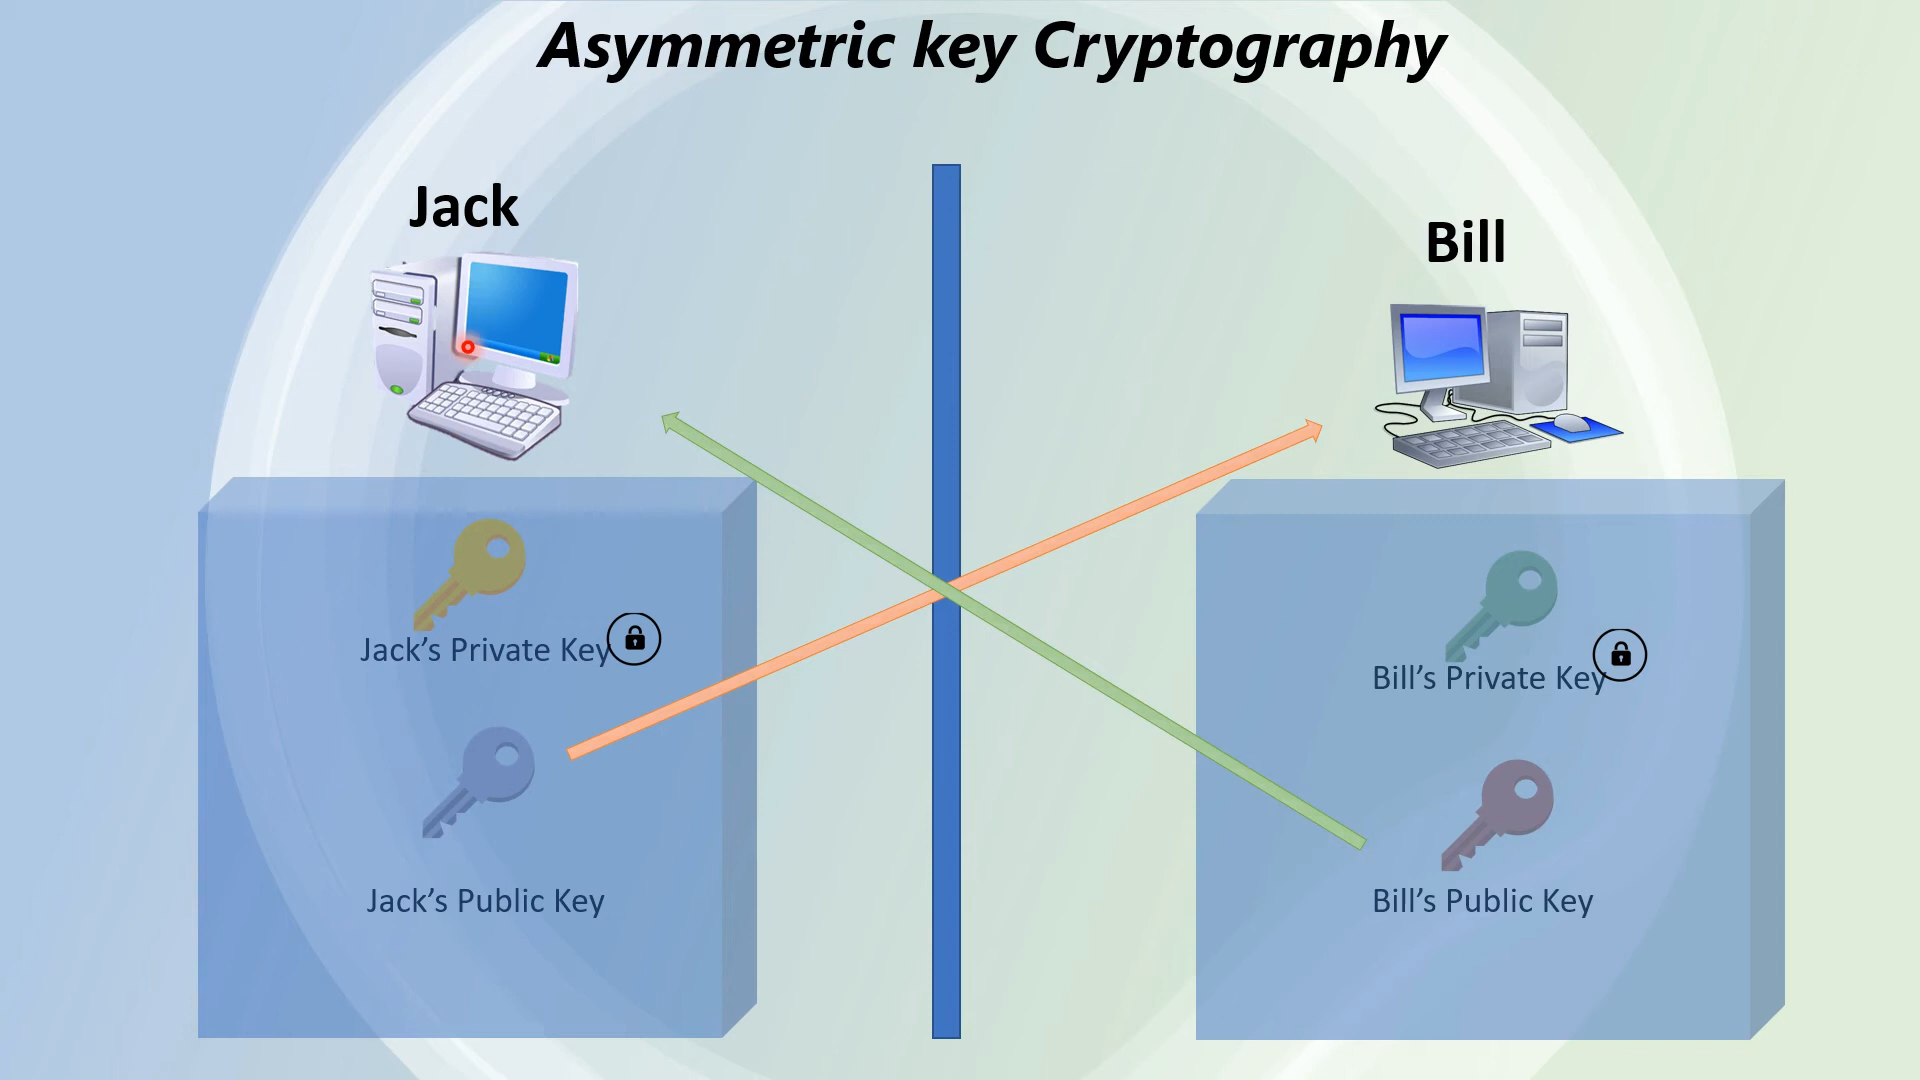 Asymmetric key Cryptography
Jack
Bill
Jack’s Private Key
Bill’s Private Key
Jack’s Public Key
Bill’s Public Key